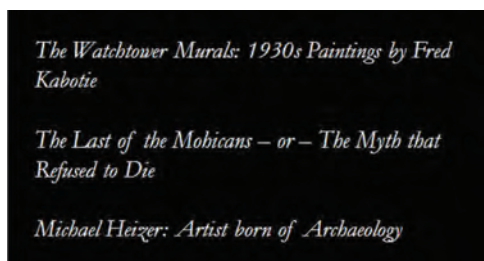 The Watchtower Murals: 1930s Paintings by Fred
Kabotie
The Last of the Mohicans – or – The Myth that
Refused to Die
Michael Heizer: Artist born of Archaeology